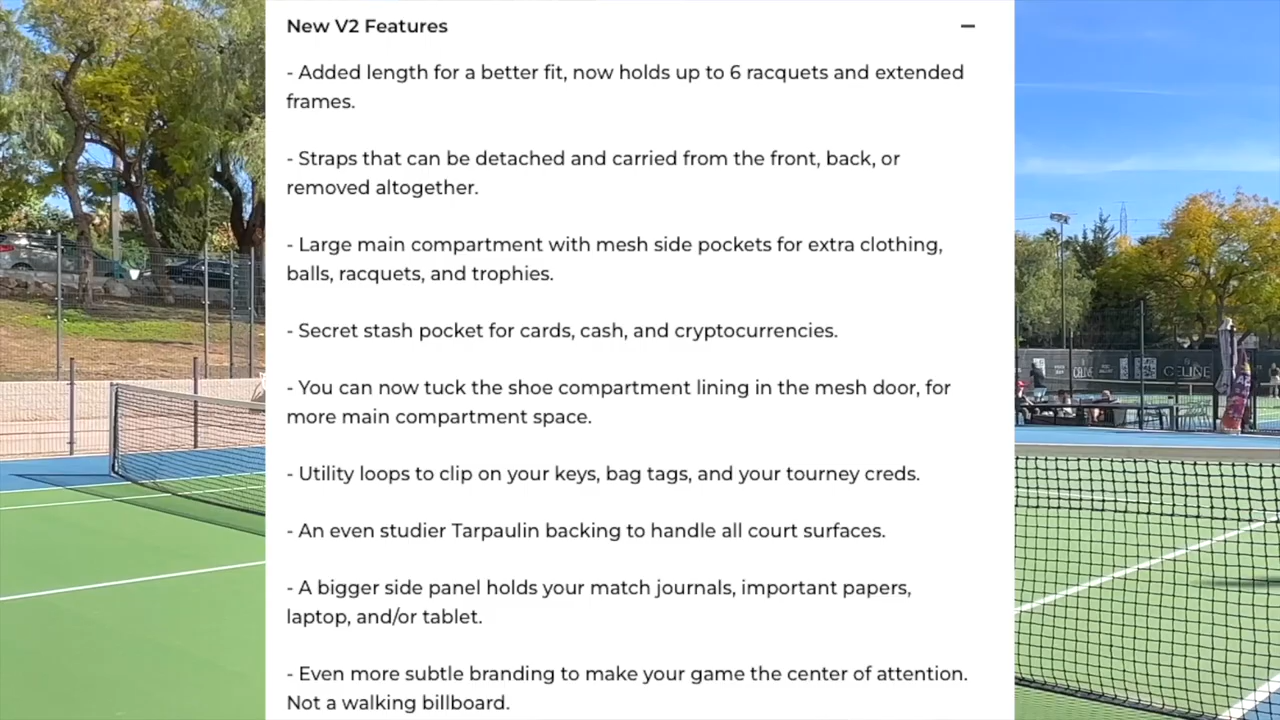 New V2 Features
- Added length for a better fit, now holds up to 6 racquets and extended
frames.
- Straps that can be detached and carried from the front, back, or
removed altogether.
- Large main compartment with mesh side pockets for extra clothing,
balls, racquets, and trophies.
- Secret stash pocket for cards, cash, and cryptocurrencies.
- You can now tuck the shoe compartment lining in the mesh door, for
more main compartment space.
- Utility loops to clip on your keys, bag tags, and your tourney creds.
- An even studier Tarpaulin backing to handle all court surfaces.
- A bigger side panel holds your match journals, important papers,
laptop, and/or tablet.
- Even more subtle branding to make your game the center of attention.
Not a walking billboard.
CELINE